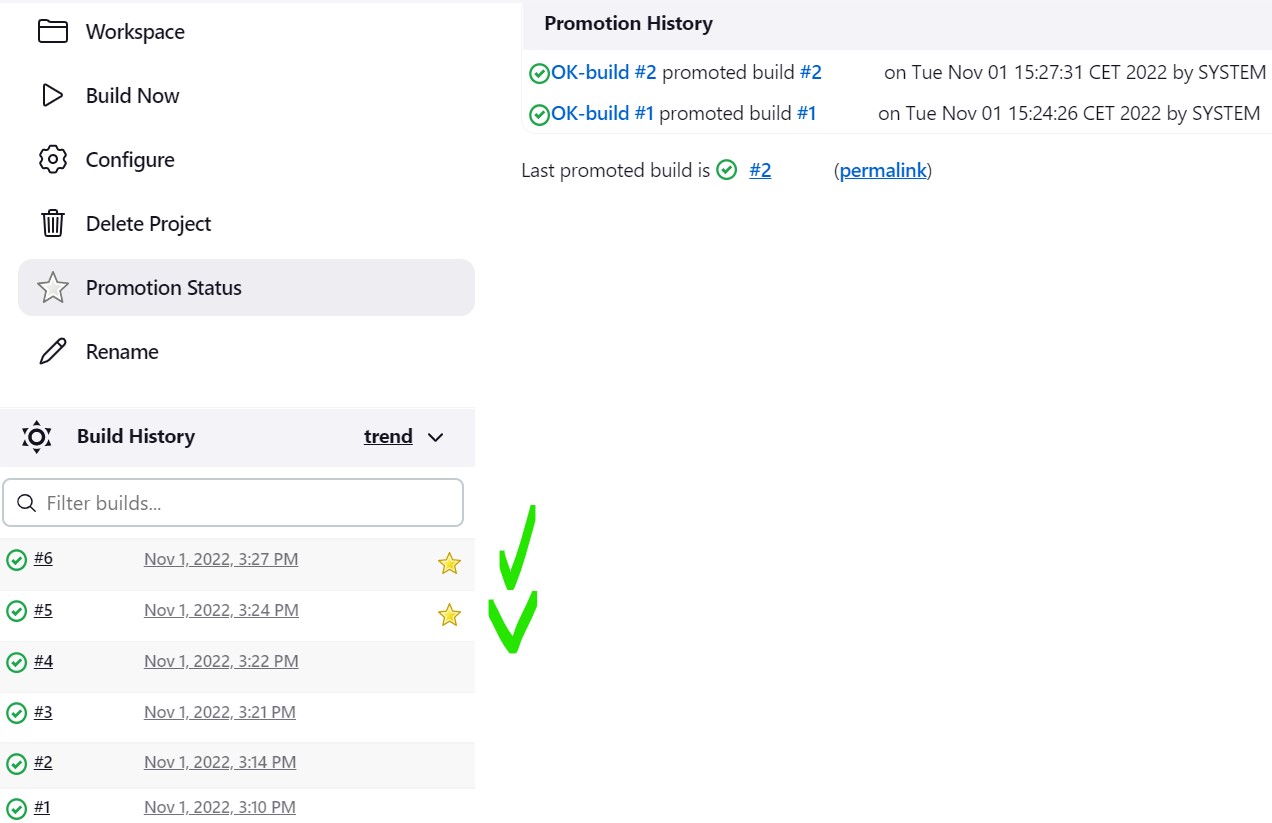 Workspace
Build Now
Configure
Delete Project
Promotion Status
Rename
Build History trend
Filter builds...
#6 Nov 1, 2022, 3:27 PM
#5 Nov 1, 2022, 3:24 PM
#4 Nov 1, 2022, 3:22 PM
#3 Nov 1, 2022, 3:21 PM
#2 Nov 1, 2022, 3:14 PM
#1 Nov 1, 2022, 3:10 PM
Promotion History
OK-build #2 promoted build #2 on Tue Nov 01 15:27:31 CET 2022 by SYSTEM
OK-build #1 promoted build #1 on Tue Nov 01 15:24:26 CET 2022 by SYSTEM
Last promoted build is #2 (permalink)